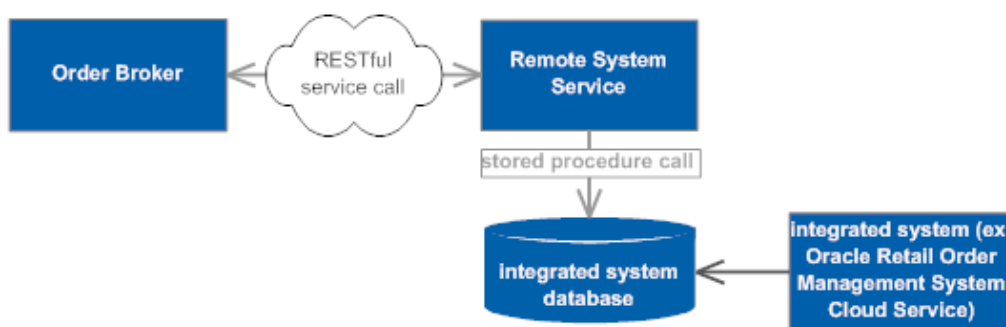 Order Broker
RESTful
service call
Remote System
Service
stored procedure call
integrated system
database
integrated system (ex
Oracle Retail Order
Management System
Cloud Service)